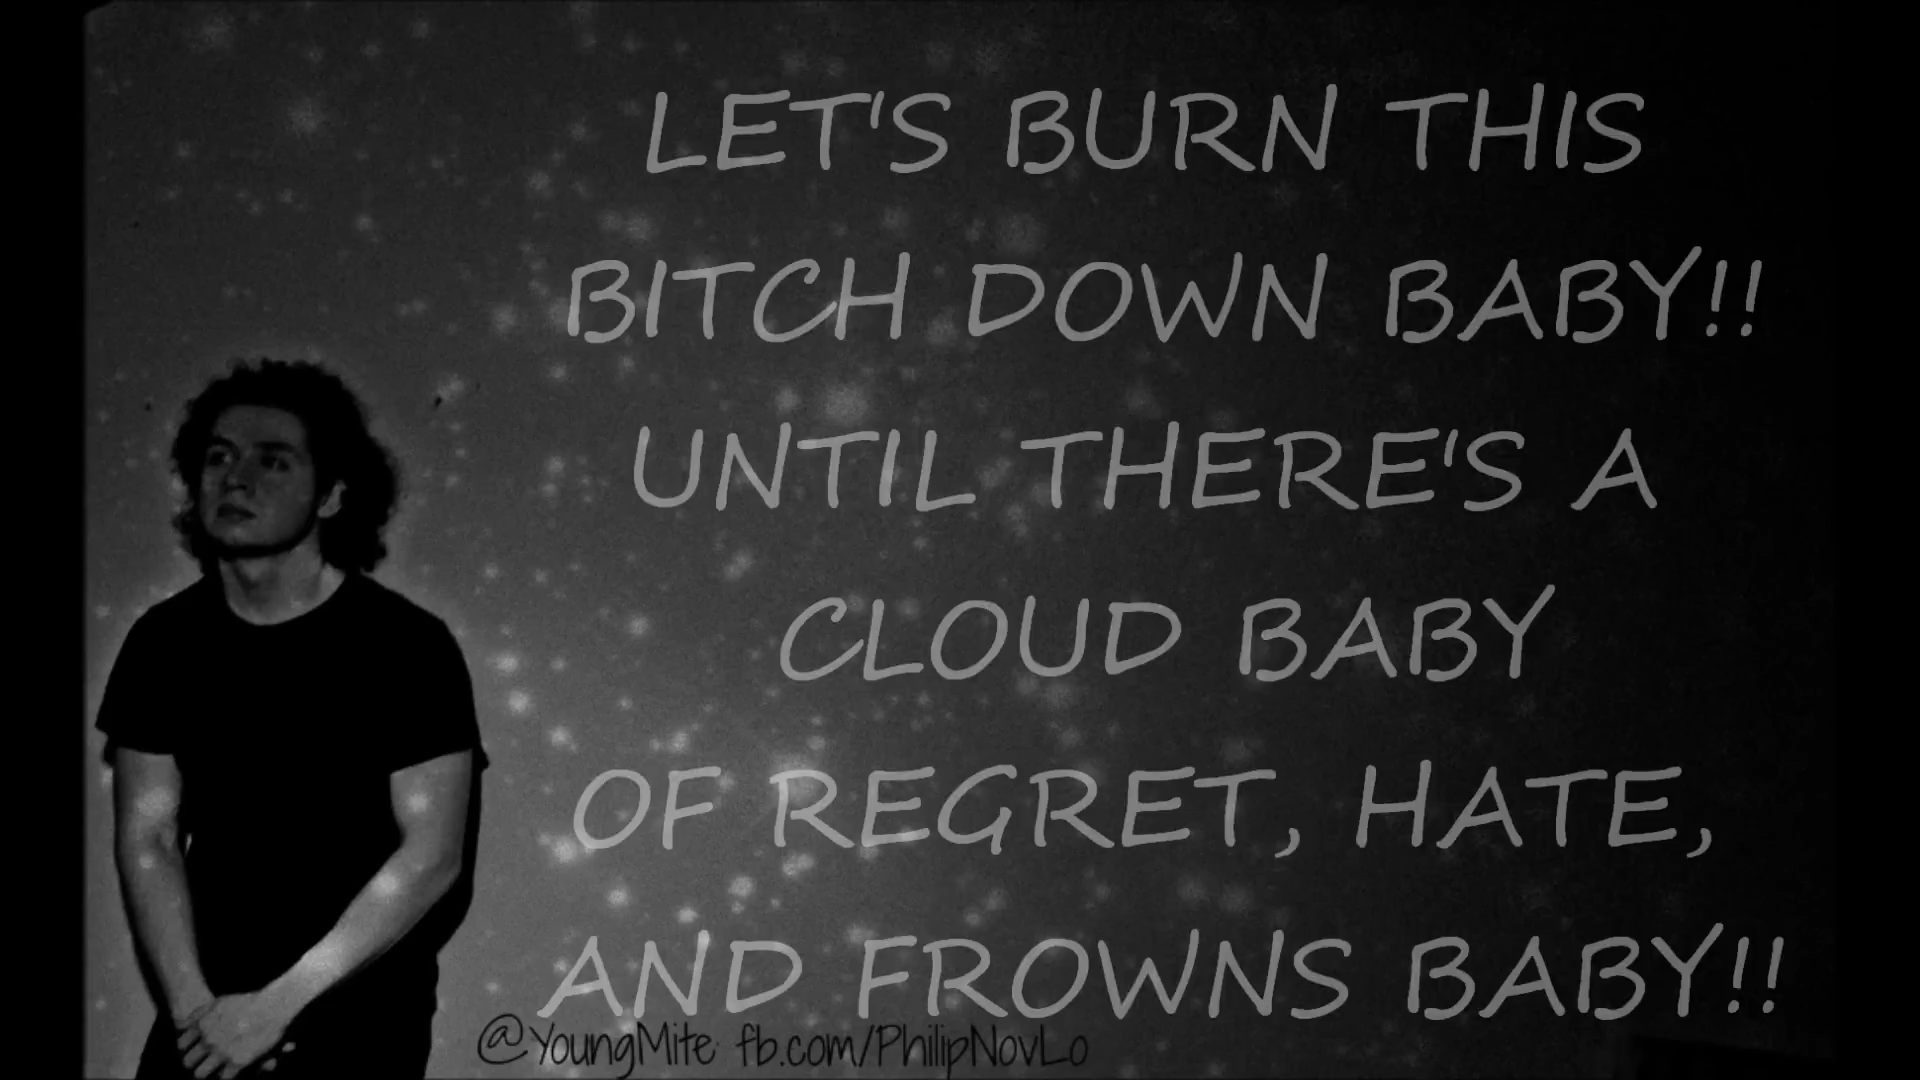 LET'S BURN THIS
BITCH DOWN BABY!!
UNTIL THERE'S A
CLOUD BABY
OF REGRET, HATE,
AND FROWNS BABY!!
@YoungMite fb.com/PhilipNovLo